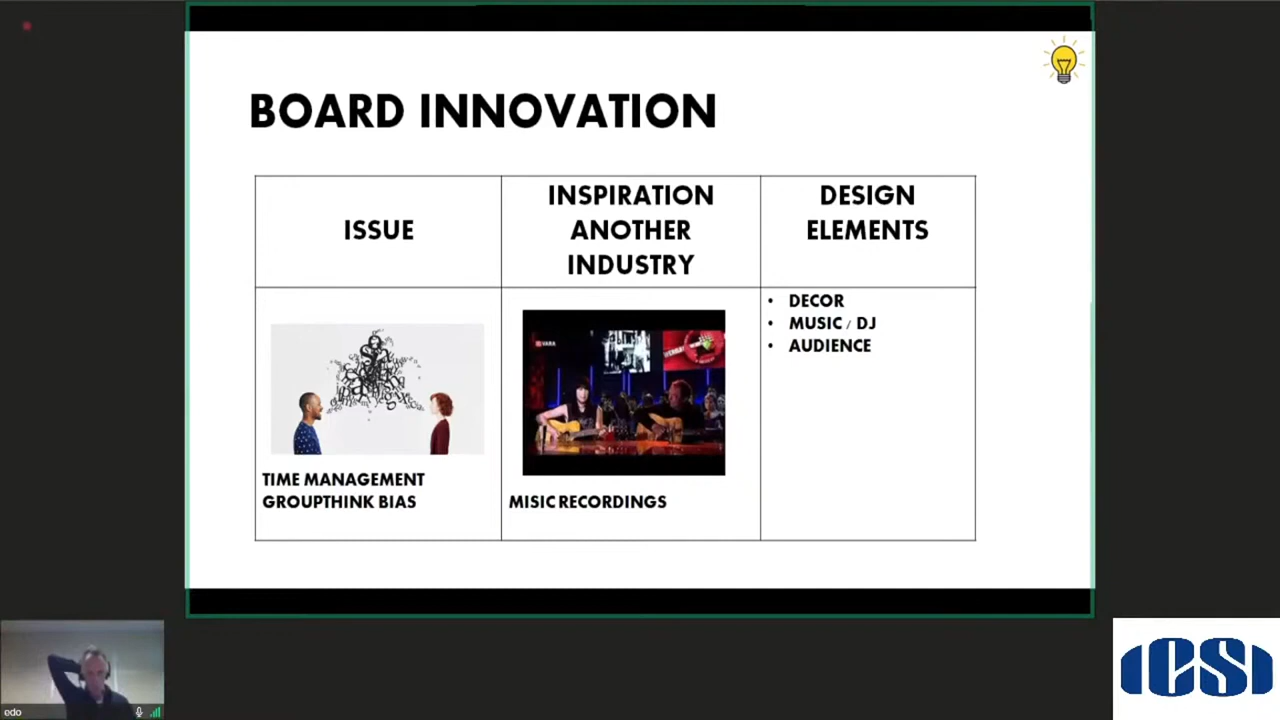 BOARD INNOVATION
ISSUE
INSPIRATION
ANOTHER
INDUSTRY
DESIGN
ELEMENTS
TIME MANAGEMENT
GROUPTHINK BIAS
VARA
MISIC RECORDINGS
• DECOR
• MUSIC / DJ
• AUDIENCE
edo
ICSI